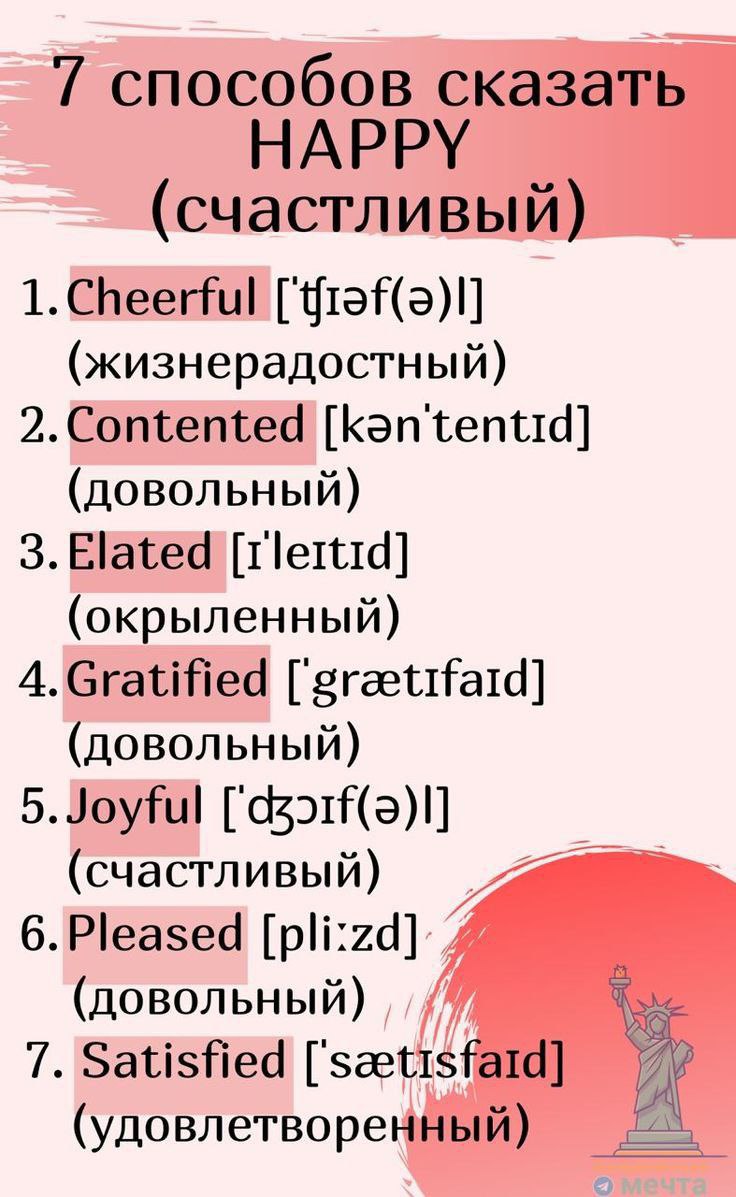 7 способов сказать
HAPPY
(счастливый)
1. Cheerful [ˈʧɪəf(ə)l]
(жизнерадостный)
2. Contented [kənˈtentɪd]
(довольный)
3. Elated [ɪˈleɪtɪd]
(окрыленный)
4. Gratified [ˈgrætɪfaɪd]
(довольный)
5. Joyful [ˈʤɔɪf(ə)l]
(счастливый)
6. Pleased [pliːzd]
(довольный)
7. Satisfied [ˈsætɪsfaɪd]
(удовлетворенный)
мечта